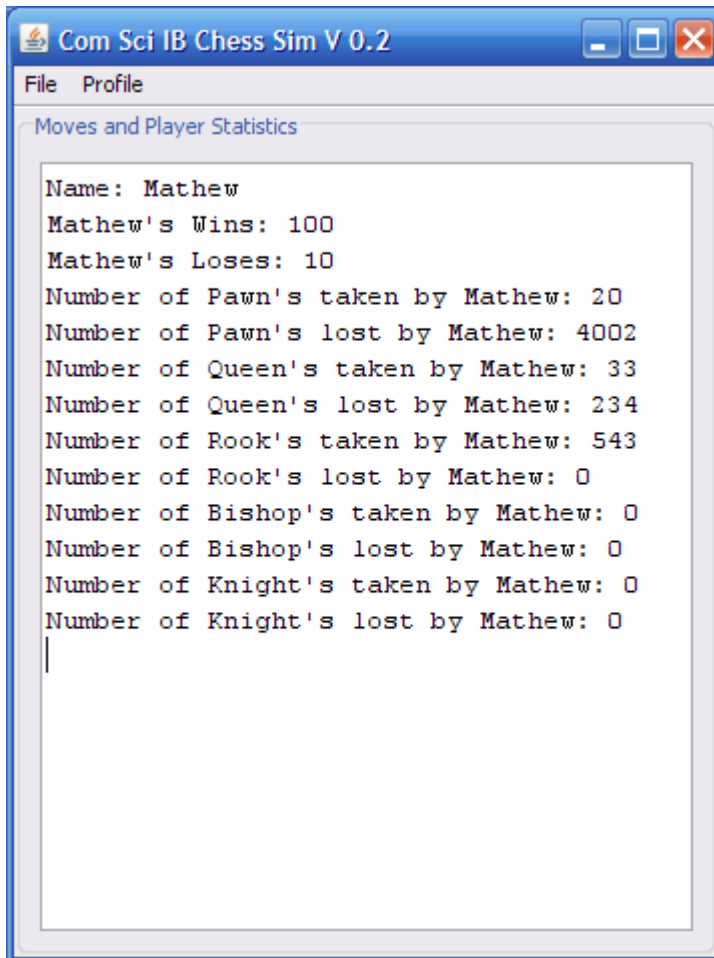 Com Sci IB Chess Sim V 0.2
File Profile
Moves and Player Statistics
Name: Mathew
Mathew's Wins: 100
Mathew's Loses: 10
Number of Pawn's taken by Mathew: 20
Number of Pawn's lost by Mathew: 4002
Number of Queen's taken by Mathew: 33
Number of Queen's lost by Mathew: 234
Number of Rook's taken by Mathew: 543
Number of Rook's lost by Mathew: 0
Number of Bishop's taken by Mathew: 0
Number of Bishop's lost by Mathew: 0
Number of Knight's taken by Mathew: 0
Number of Knight's lost by Mathew: 0